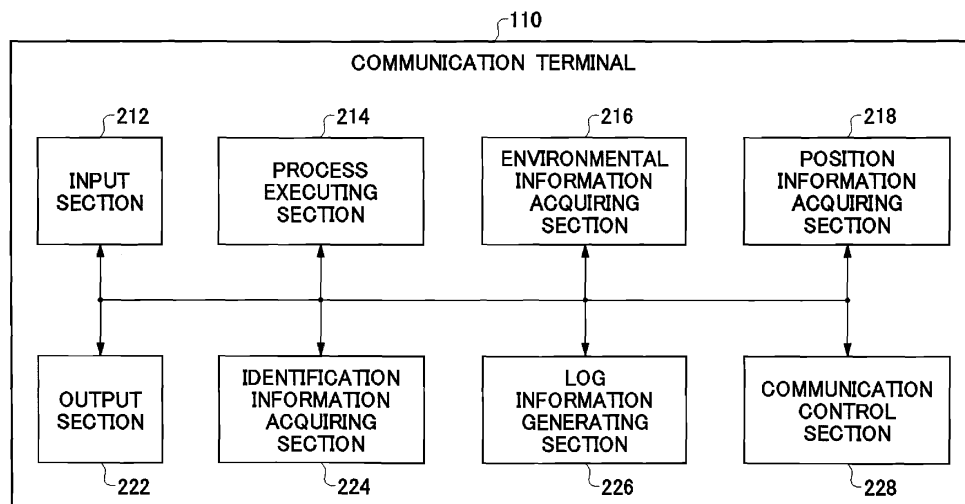 110
COMMUNICATION TERMINAL
212
214
216
218
INPUT
SECTION
PROCESS
EXECUTING
SECTION
ENVIRONMENTAL
INFORMATION
ACQUIRING
SECTION
POSITION
INFORMATION
ACQUIRING
SECTION
OUTPUT
SECTION
IDENTIFICATION
INFORMATION
ACQUIRING
SECTION
LOG
INFORMATION
GENERATING
SECTION
COMMUNICATION
CONTROL
SECTION
222
224
226
228